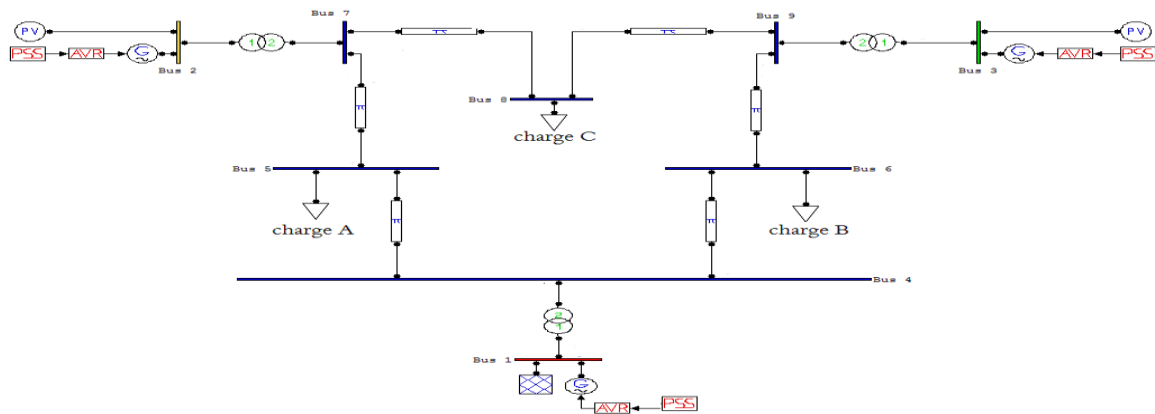 Bus 7
Bus 9
PV
π
π
PV
G
2
1
1
2
PSS
AVR
G
PSS
AVR
Bus 2
Bus 3
Bus 8
π
π
charge C
Bus 5
Bus 6
π
π
charge A
charge B
Bus 4
2
1
Bus 1
G
AVR
PSS